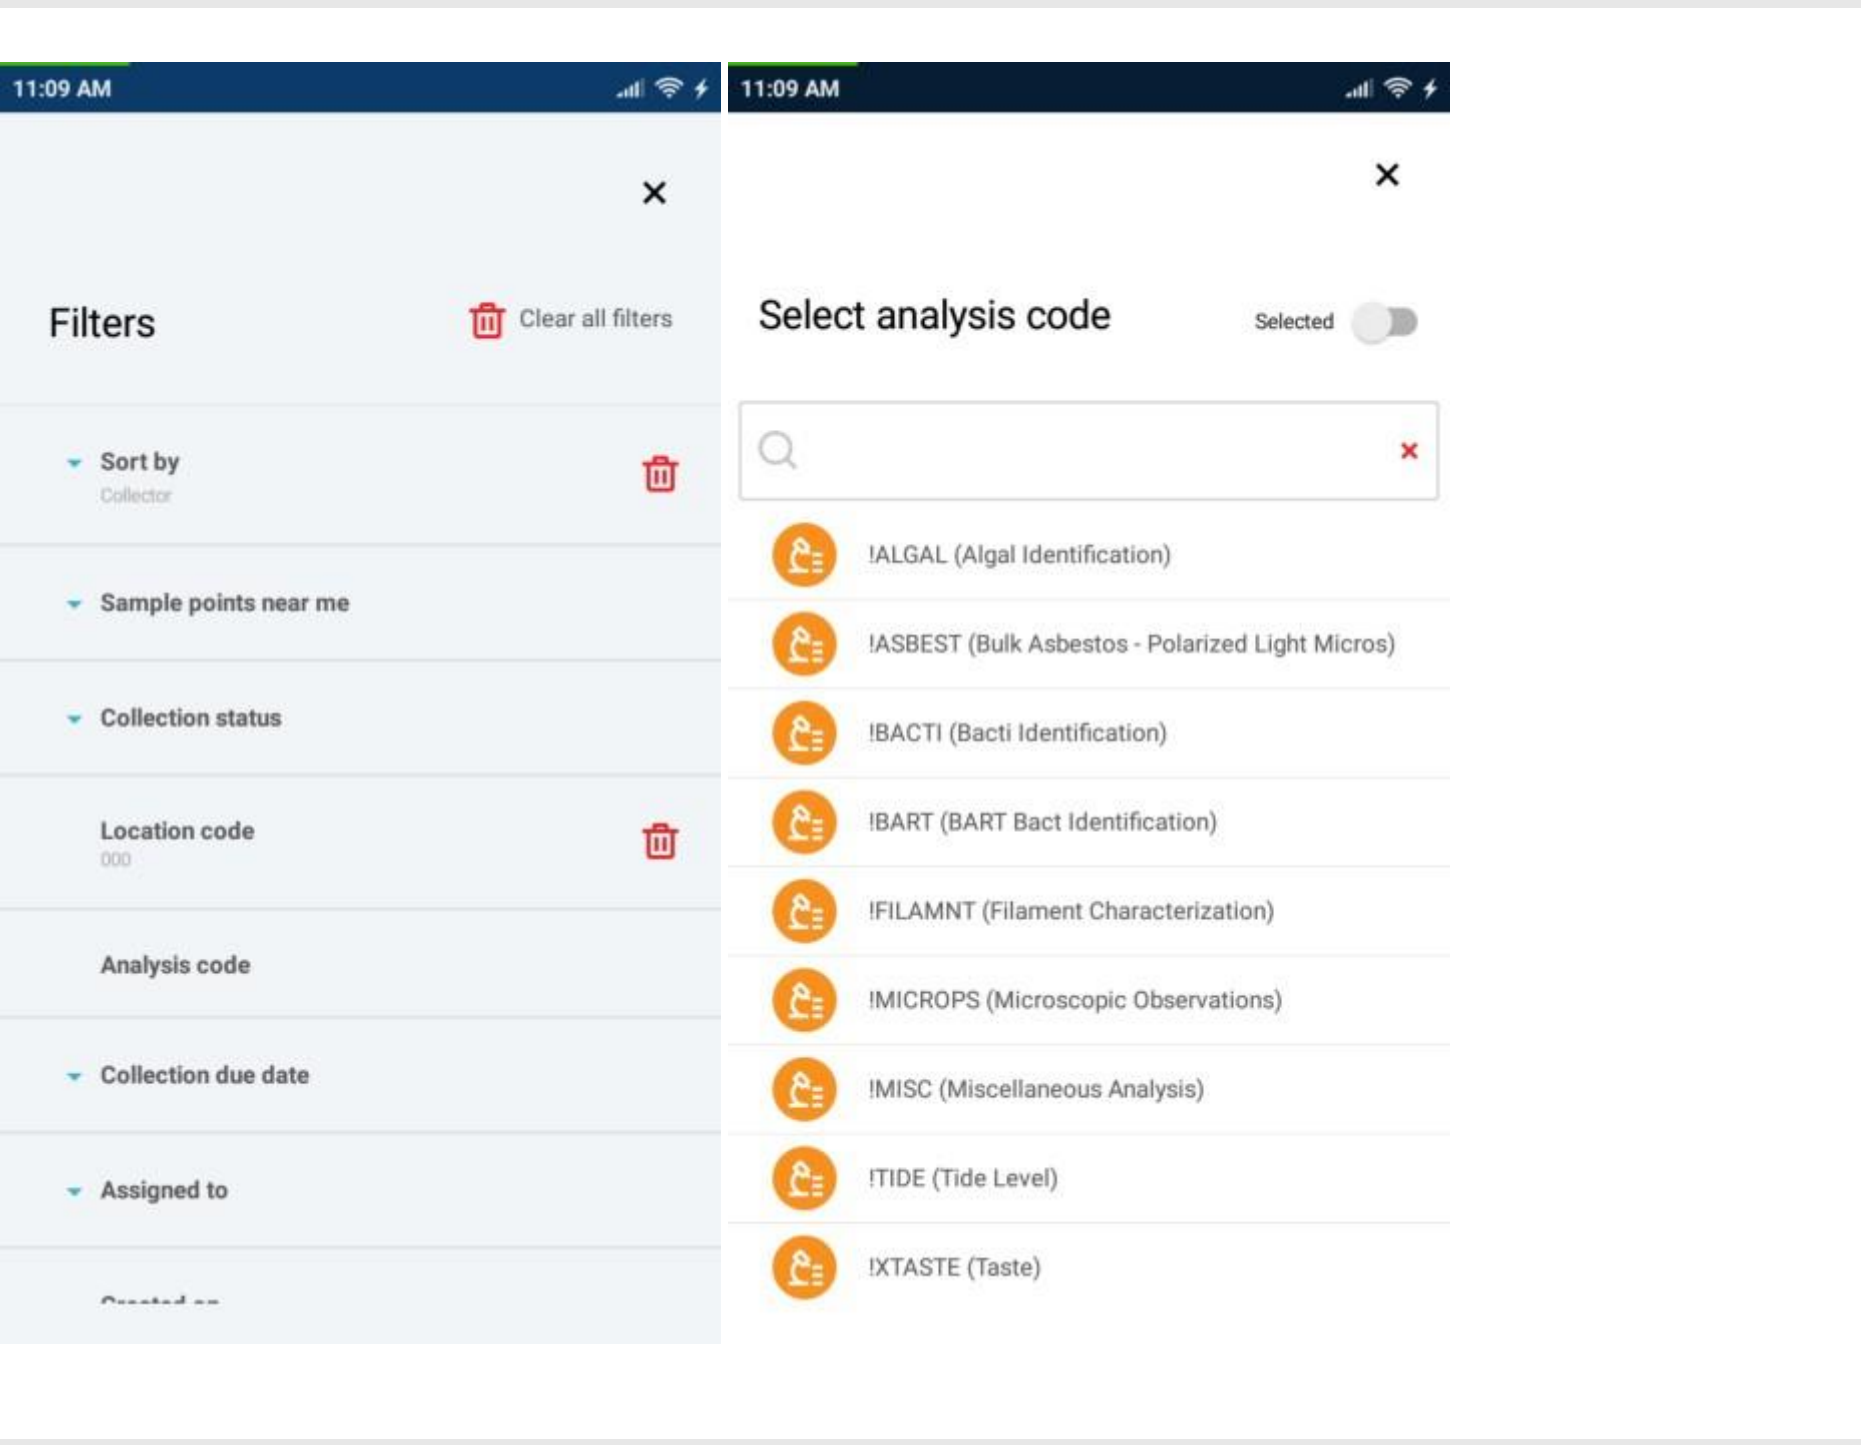 11:09 AM
Filters
Clear all filters
Sort by
Collector
Sample points near me
Collection status
Location code
000
Analysis code
Collection due date
Assigned to
Created on
11:09 AM
Select analysis code
Selected
!ALGAL (Algal Identification)
!ASBEST (Bulk Asbestos - Polarized Light Micros)
!BACTI (Bacti Identification)
!BART (BART Bact Identification)
!FILAMNT (Filament Characterization)
!MICROPS (Microscopic Observations)
!MISC (Miscellaneous Analysis)
!TIDE (Tide Level)
!XTASTE (Taste)